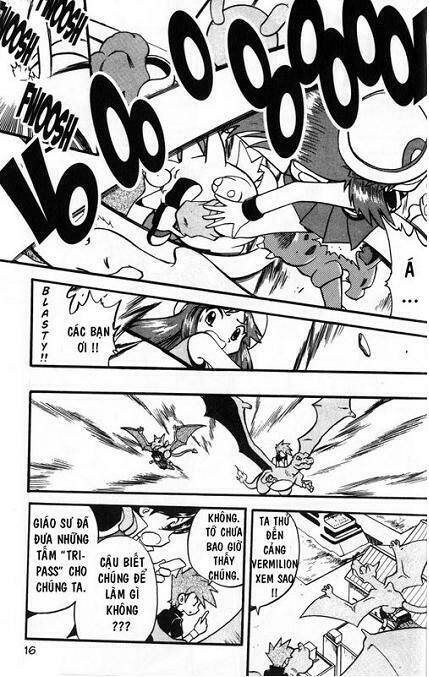 FWOOSH
FWOOSH
FWOOSH
VOOOOOOOOOOO
Á
...
BLASTY!!
CÁC BẠN
ƠI !!
TA THỬ
ĐẾN
CẢNG
VERMILION
XEM SAO
!!
KHÔNG,
TỚ CHƯA
BAO GIỜ
THẤY
CHÚNG.
GIÁO SƯ ĐÃ
ĐƯA NHỮNG
TẤM "TRI-
PASS" CHO
CHÚNG TA.
CẬU BIẾT
CHÚNG ĐỂ
LÀM GÌ
KHÔNG
???
16